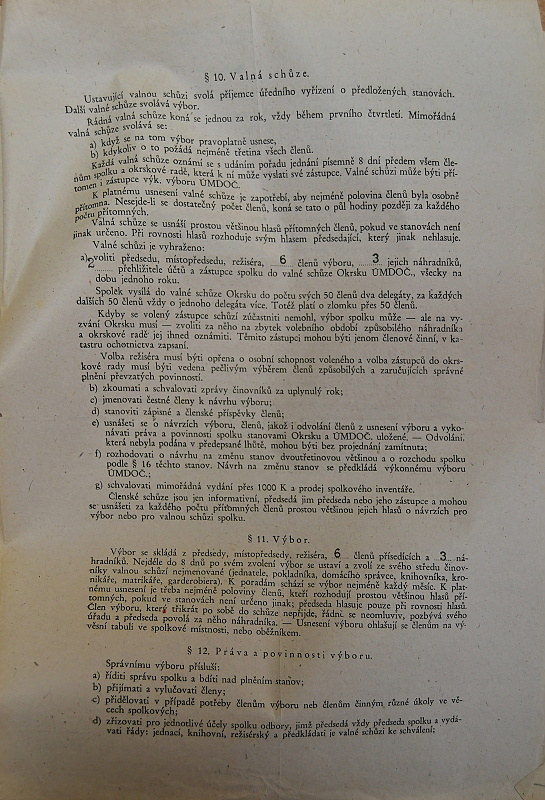 § 10. Valná schůze.
Ustavující valnou schůzi svolá příjemce úředního vyřízení o předložených stanovách.
Další valné schůze svolává výbor.
Řádná valná schůze koná se jednou za rok, vždy během prvního čtvrtletí. Mimořádná
valná schůze svolává se:
a) když se na tom výbor pravoplatně usnese,
b) kdykoliv o to požádá nejméně třetina všech členů.
Každá valná schůze oznámí se s udáním pořadu jednání písemně 8 dní předem všem čle-
nům spolku a okrskové radě, která k ní může vyslati své zástupce. Valné schůzi může býti pří-
tomen i zástupce výk. výboru ÚMDOČ.
K platnému usnesení valné schůze je zapotřebí, aby nejméně polovina členů byla osobně
přítomna. Nesejde-li se dostatečný počet členů, koná se tato o půl hodiny později za každého
počtu přítomných.
Valná schůze se usnáší prostou většinou hlasů přítomných členů, pokud ve stanovách není
jinak určeno. Při rovnosti hlasů rozhoduje svým hlasem předsedající, který jinak nehlasuje.
Valné schůzi je vyhraženo:
a) voliti předsedu, místopředsedu, režiséra, 6 členů výboru, 3 jejich náhradníků,
2 přehlížitele účtů a zástupce spolku do valné schůze Okrsku ÚMDOČ., všecky na
dobu jednoho roku.
Spolek vysílá do valné schůze Okrsku do počtu svých 50 členů dva delegáty, za každých
dalších 50 členů vždy o jednoho delegáta více. Totéž platí o zlomku přes 50 členů.
Kdyby se volený zástupce schůzí zúčastniti nemohl, výbor spolku může — ale na vy-
zvání Okrsku musí — zvoliti za něho na zbytek volebního období způsobilého náhradníka
a okrskové radě jej ihned oznámiti. Těmito zástupci mohou býti jenom členové činní, v ka-
tastru ochotnictva zapsaní.
Volba režiséra musí býti opřena o osobní schopnost voleného a volba zástupců do okrs-
kové rady musí býti vedena pečlivým výběrem členů způsobilých a zaručujících správné
plnění převzatých povinností.
b) zkoumati a schvalovati zprávy činovníků za uplynulý rok;
c) jmenovati čestné členy k návrhu výboru;
d) stanoviti zápisné a členské příspěvky členů;
e) usnášeti se o návrzích výboru, členů, jakož i odvolání členů z usnesení výboru a vyko-
návati práva a povinnosti spolku stanovami Okrsku a ÚMDOČ. uložené. — Odvolání,
která nebyla podána v předepsané lhůtě, mohou býti bez projednání zamítnuta;
f) rozhodovati o návrhu na změnu stanov dvoutřetinovou většinou a o rozchodu spolku
podle § 16 těchto stanov. Návrh na změnu stanov se předkládá výkonnému výboru
ÚMDOČ.;
g) schvalovati mimořádná vydání přes 1000 K a prodej spolkového inventáře.
Členské schůze jsou jen informativní, předsedá jim předseda nebo jeho zástupce a mohou
se usnášeti za každého počtu přítomných členů prostou většinou jejich hlasů o návrzích pro
výbor nebo pro valnou schůzi spolku.
§ 11. Výbor.
Výbor se skládá z předsedy, místopředsedy, režiséra, 6 členů přísedících a 3 ná-
hradníků. Nejdéle do 8 dnů po svém zvolení výbor se ustaví a zvolí ze svého středu činov-
níky valnou schůzí nejmenované (jednatele, pokladníka, domácího správce, knihovníka, kro-
nikáře, matrikáře, garderobiera). K poradám schází se výbor nejméně každý měsíc. K plat-
nému usnesení je třeba nejméně poloviny členů, kteří rozhodují prostou většinou hlasů pří-
tomných, pokud ve stanovách není určeno jinak; předseda hlasuje pouze při rovnosti hlasů.
Člen výboru, který třikrát po sobě do schůze nepřijde, řádně se neomluviv, pozbývá svého
úřadu a předseda povolá za něho náhradníka. — Usnesení výboru ohlašují se členům na vý-
věsní tabuli ve spolkové místnosti, nebo oběžníkem.
§ 12. Práva a povinnosti výboru.
Správnímu výboru přísluší:
a) říditi správu spolku a bdíti nad plněním stanov;
b) přijímati a vylučovati členy;
c) přidělovati v případě potřeby členům výboru neb členům činným různé úkoly ve vě-
cech spolkových;
d) zřizovati pro jednotlivé účely spolku odbory, jimž předsedá vždy předseda spolku a vydá-
vati řády: jednací, knihovní, režisérský a předkládati je valné schůzi ke schválení;